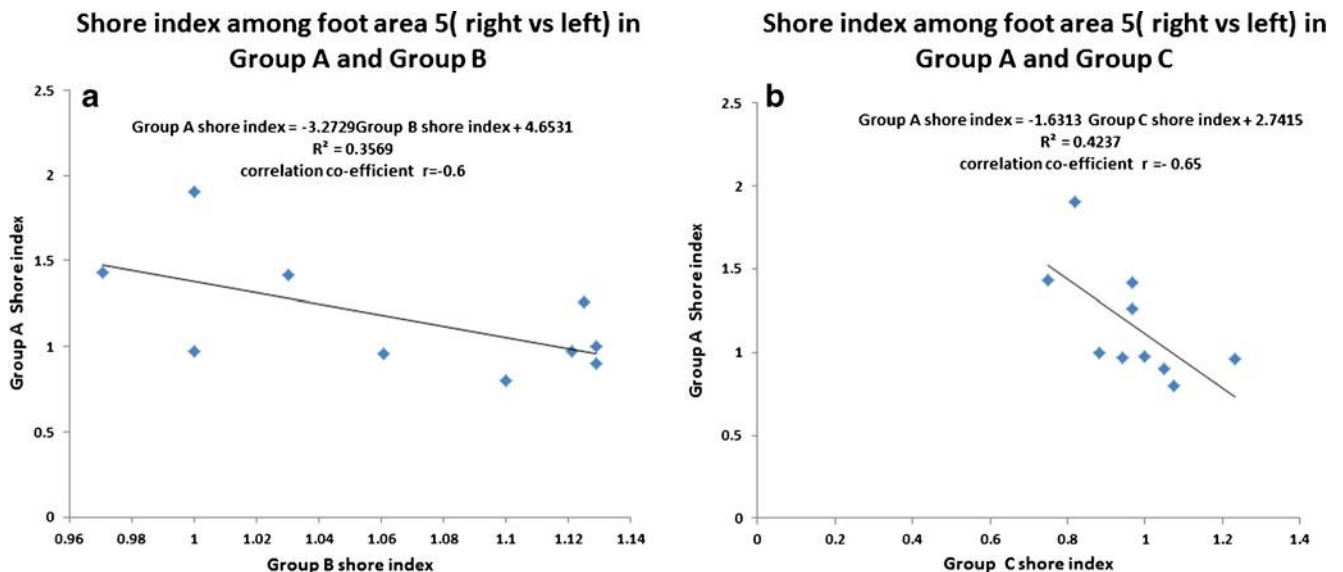 Shore index among foot area 5( right vs left) in
Group A and Group B
a
Group A shore index = -3.2729Group B shore index + 4.6531
R² = 0.3569
correlation co-efficient r=-0.6
2.5
2
1.5
1
0.5
0
Group A Shore index
0.96 0.98 1 1.02 1.04 1.06 1.08 1.1 1.12 1.14
Group B shore index
Shore index among foot area 5( right vs left) in
Group A and Group C
b
Group A shore index = -1.6313 Group C shore index + 2.7415
R² = 0.4237
correlation co-efficient r =- 0.65
2.5
2
1.5
1
0.5
0
Group A Shore index
0 0.2 0.4 0.6 0.8 1 1.2 1.4
Group C shore index